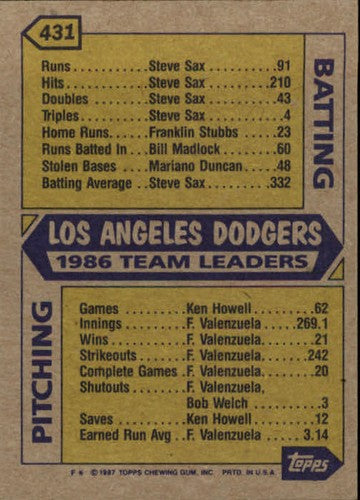 431
BATTING
Runs..........Steve Sax..........91
Hits..........Steve Sax..........210
Doubles.......Steve Sax..........43
Triples.......Steve Sax..........4
Home Runs.....Franklin Stubbs....23
Runs Batted In...Bill Madlock....60
Stolen Bases....Mariano Duncan...48
Batting Average..Steve Sax.......332
LOS ANGELES DODGERS
1986 TEAM LEADERS
PITCHING
Games..........Ken Howell........62
Innings........F. Valenzuela.....269.1
Wins...........F. Valenzuela.....21
Strikeouts.....F. Valenzuela.....242
Complete Games..F. Valenzuela....20
Shutouts.......F. Valenzuela,
Bob Welch......3
Saves..........Ken Howell........12
Earned Run Avg..F. Valenzuela....3.14
F * © 1987 TOPPS CHEWING GUM, INC. PRTD. IN U.S.A.
Topps